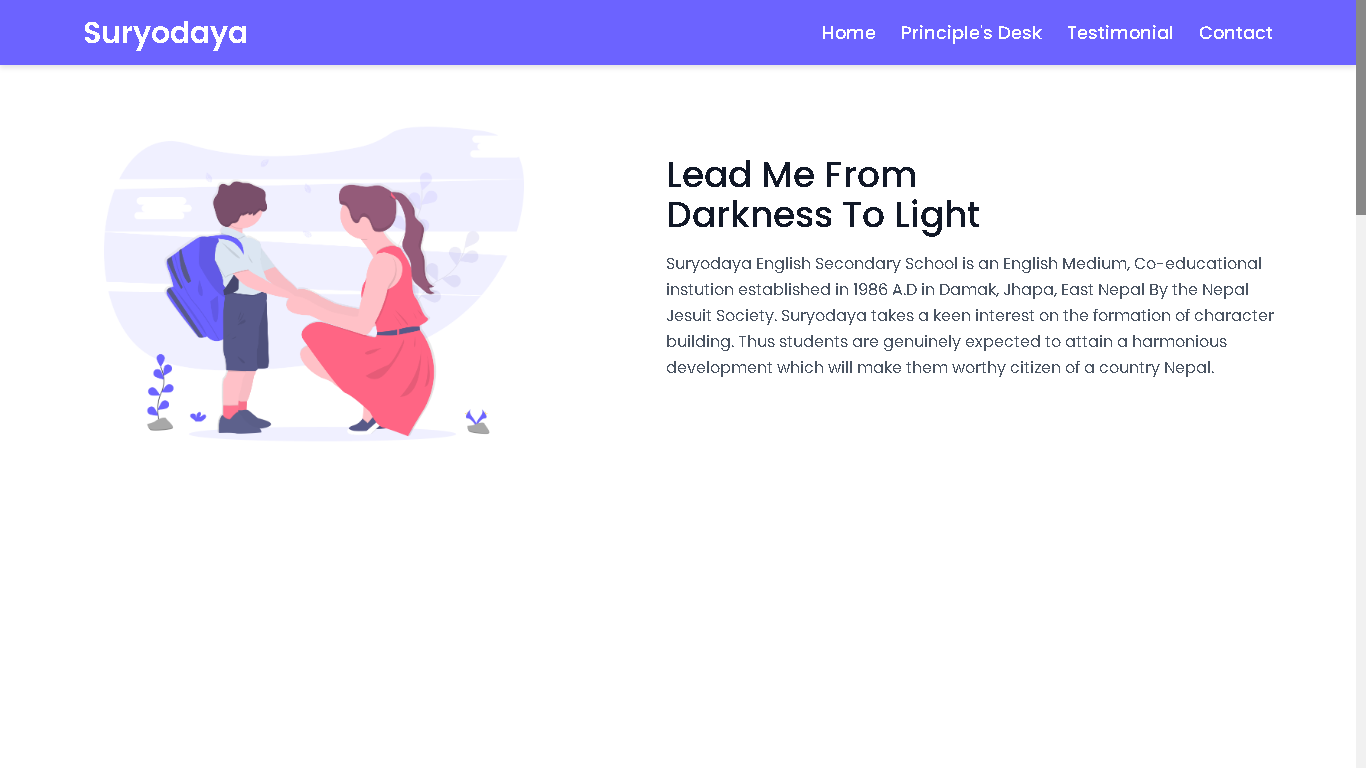 Suryodaya
Home Principle's Desk Testimonial Contact
Lead Me From
Darkness To Light
Suryodaya English Secondary School is an English Medium, Co-educational
instution established in 1986 A.D in Damak, Jhapa, East Nepal By the Nepal
Jesuit Society. Suryodaya takes a keen interest on the formation of character
building. Thus students are genuinely expected to attain a harmonious
development which will make them worthy citizen of a country Nepal.